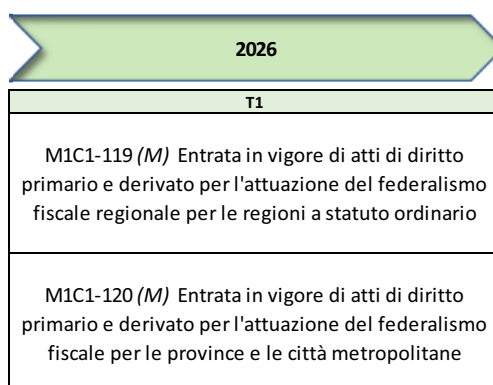 2026
T1
M1C1-119 (M) Entrata in vigore di atti di diritto
primario e derivato per l'attuazione del federalismo
fiscale regionale per le regioni a statuto ordinario
M1C1-120 (M) Entrata in vigore di atti di diritto
primario e derivato per l'attuazione del federalismo
fiscale per le province e le città metropolitane